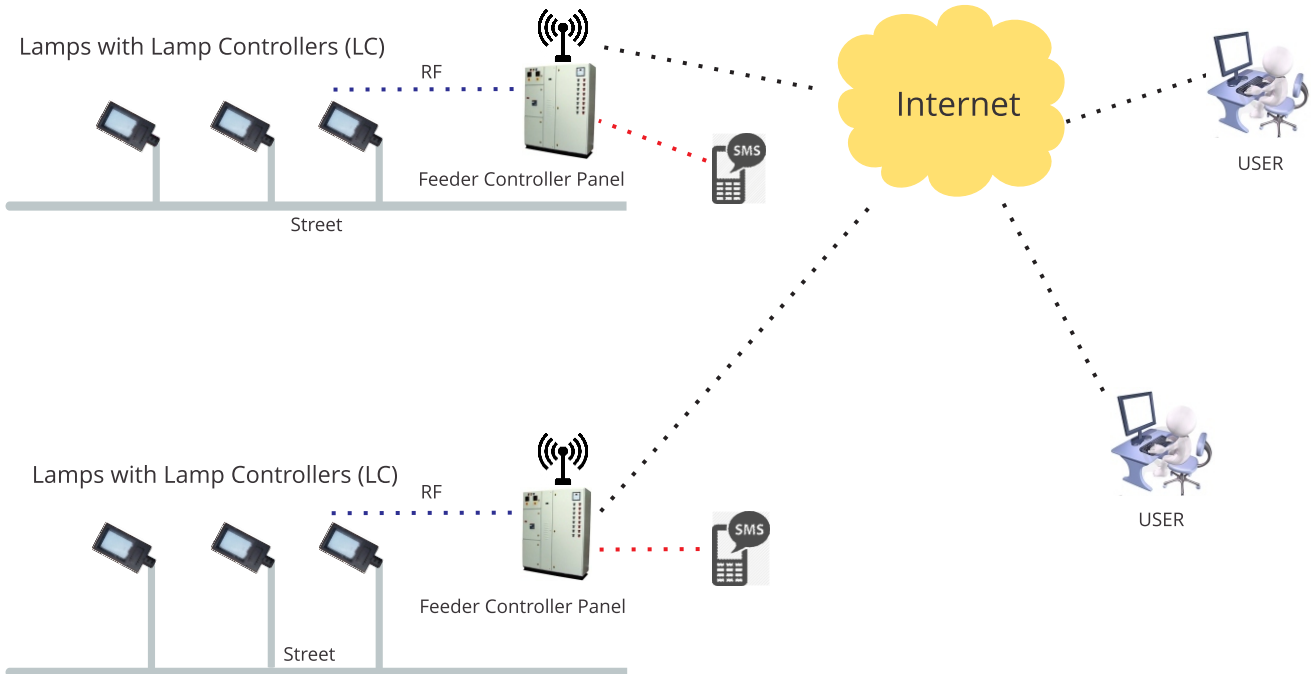 Lamps with Lamp Controllers (LC)
RF
Internet
SMS
USER
Feeder Controller Panel
Street
Lamps with Lamp Controllers (LC)
RF
SMS
USER
Feeder Controller Panel
Street